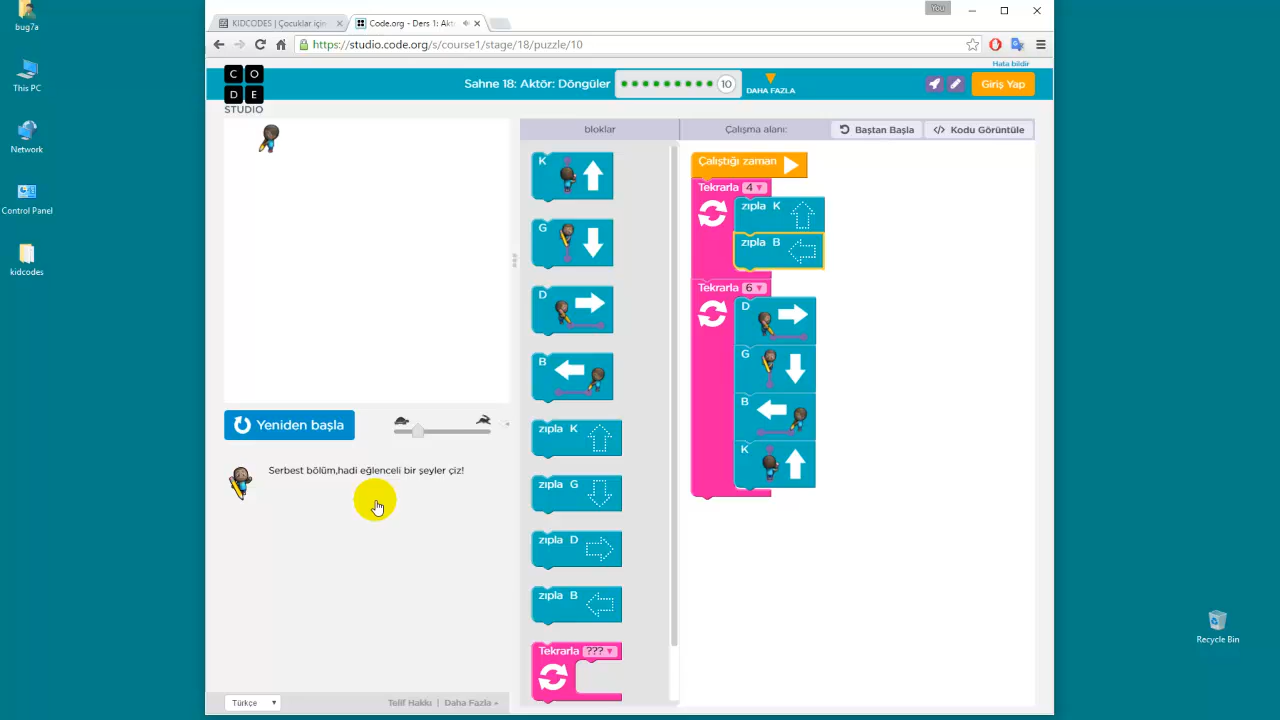 bug7a
This PC
Network
Control Panel
kidcodes
Recycle Bin
You
KIDCODES | Çocuklar için
Code.org - Ders 1: Akt
https://studio.code.org/s/course1/stage/18/puzzle/10
Hata bildir
C O
D E
STUDIO
Sahne 18: Aktör: Döngüler
10
DAHA FAZLA
Giriş Yap
bloklar
Çalışma alanı:
Baştan Başla
</> Kodu Görüntüle
Yeniden başla
Serbest bölüm,hadi eğlenceli bir şeyler çiz!
K
G
D
B
zıpla K
zıpla G
zıpla D
zıpla B
Tekrarla ???
Çalıştığı zaman
Tekrarla 4
zıpla K
zıpla B
Tekrarla 6
D
G
B
K
Türkçe
Telif Hakkı | Daha Fazla